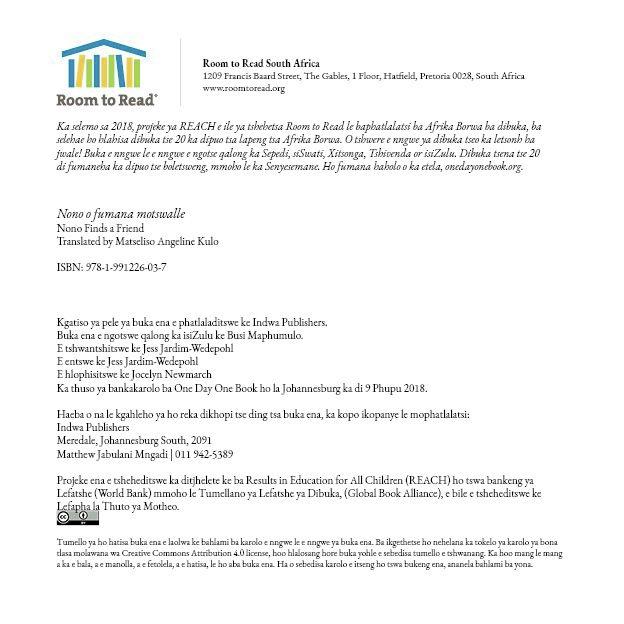 Room to Read®
Room to Read South Africa
1209 Francis Baard Street, The Gables, 1 Floor, Hatfield, Pretoria 0028, South Africa
www.roomtoread.org
Ka selemo sa 2018, projeke ya REACH e ile ya tshehetsa Room to Read le baphatlalatsi ba Afrika Borwa ba dibuka, ba
selehae ho hlahisa dibuka tse 20 ka dipuo tsa lapeng tsa Afrika Borwa. O tshwere e nngwe ya dibuka tseo ka letsoho ha
jwale! Buka e nngwe le e nngwe e ngotse qalong ka Sepedi, siSwati, Xitsonga, Tshivenda or isiZulu. Dibuka tsena tse 20
di fumaneha ka dipuo tse boletsweng, mmoho le ka Senyesemane. Ho fumana haholo o ka etela, onedayonebook.org.
Nono o fumana motswalle
Nono Finds a Friend
Translated by Matseliso Angeline Kulo
ISBN: 978-1-991226-03-7
Kgatiso ya pele ya buka ena e phatlaladitswe ke Indwa Publishers.
Buka ena e ngotswe qalong ka isiZulu ke Busi Maphumulo.
E tshwantshitswe ke Jess Jardim-Wedepohl
E entswe ke Jess Jardim-Wedepohl
E hlophisitswe ke Jocelyn Newmarch
Ka thuso ya bankakarolo ba One Day One Book ho la Johannesburg ka di 9 Phupu 2018.
Haeba o na le kgahleho ya ho reka dikhopi tse ding tsa buka ena, ka kopo ikopanye le mophatlalatsi:
Indwa Publishers
Meredale, Johannesburg South, 2091
Matthew Jabulani Mngadi | 011 942-5389
Projeke ena e tsheheditswe ka ditjhelete ke ba Results in Education for All Children (REACH) ho tswa bankeng ya
Lefatshe (World Bank) mmoho le Tumellano ya Lefatshe ya Dibuka, (Global Book Alliance), e bile e tsheheditswe ke
Lefapha la Thuto ya Motheo.
Tumello ya ho hatisa buka ena e laolwa ke bahlami ba karolo e nngwe le e nngwe ya buka ena. Ba ikgethetse ho nehelana ka tokelo ya karolo ya bona
tlasa molawana wa Creative Commons Attribution 4.0 license, hoo hlalosang hore buka yohle e sebedisa tumello e tshwanang. Ka hoo mang le mang
a ka e bala, a e manolla, a e fetolela, a e hatisa, le ho aba buka ena. Ha o sebedisa karolo e itseng ho tswa bukeng ena, ananela bahlami ba yona.